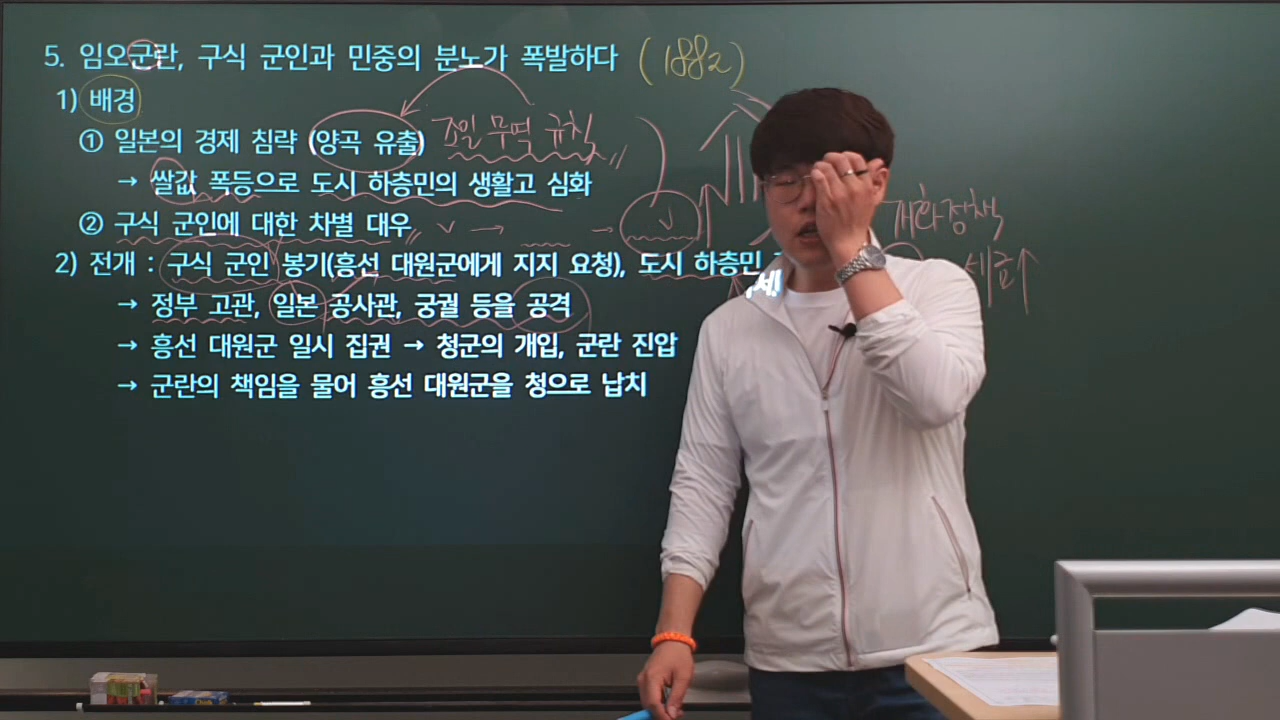 5. 임오군란, 구식 군인과 민중의 분노가 폭발하다 (1882)
1) 배경
① 일본의 경제 침략 (양곡 유출) 조일 무역 규칙
→ 쌀값 폭등으로 도시 하층민의 생활고 심화
② 구식 군인에 대한 차별 대우
개화정책
2) 전개 : 구식 군인 봉기(흥선 대원군에게 지지 요청), 도시 하층민
→ 정부 고관, 일본 공사관, 궁궐 등을 공격
→ 흥선 대원군 일시 집권 → 청군의 개입, 군란 진압
→ 군란의 책임을 물어 흥선 대원군을 청으로 납치